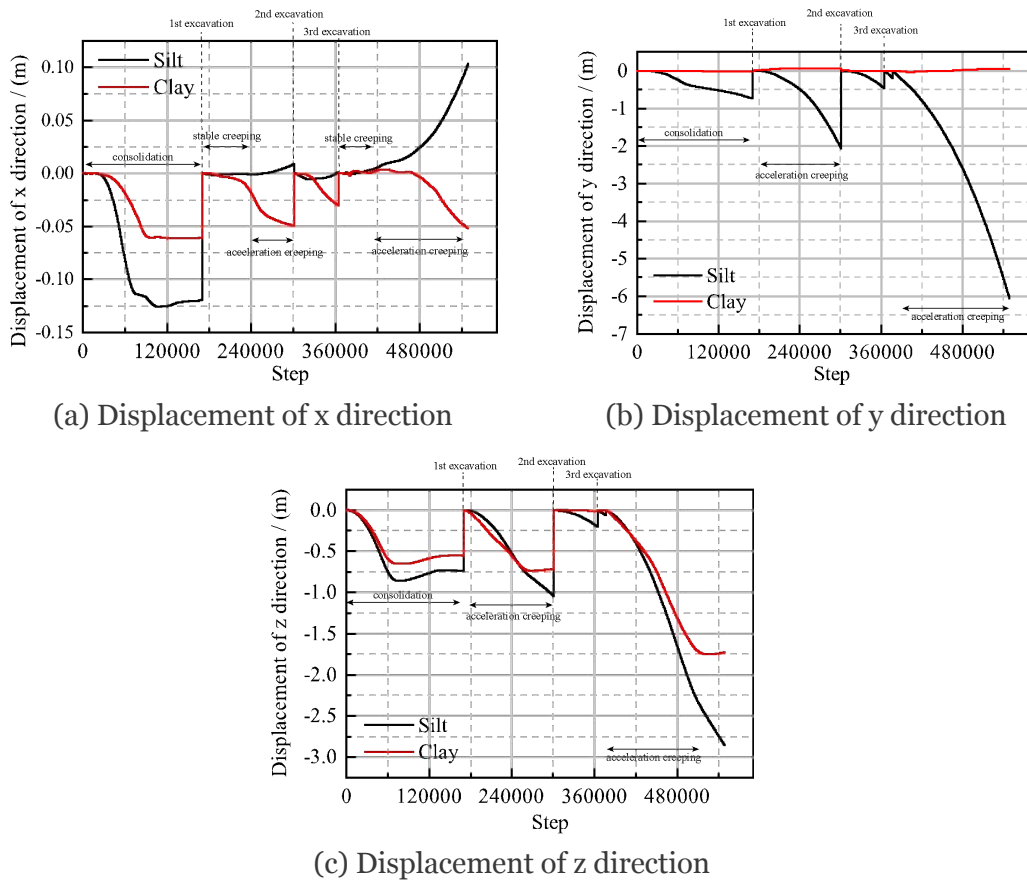 1st excavation
2nd excavation
3rd excavation
Displacement of x direction / (m)
0.10
0.05
0.00
-0.05
-0.10
-0.15
Silt
Clay
stable creeping
stable creeping
consolidation
acceleration creeping
acceleration creeping
0 120000 240000 360000 480000
Step
(a) Displacement of x direction
1st excavation
2nd excavation
3rd excavation
Displacement of y direction / (m)
0
-1
-2
-3
-4
-5
-6
-7
consolidation
acceleration creeping
Silt
Clay
acceleration creeping
0 120000 240000 360000 480000
Step
(b) Displacement of y direction
1st excavation
2nd excavation
3rd excavation
Displacement of z direction / (m)
0.0
-0.5
-1.0
-1.5
-2.0
-2.5
-3.0
consolidation
acceleration creeping
Silt
Clay
acceleration creeping
0 120000 240000 360000 480000
Step
(c) Displacement of z direction